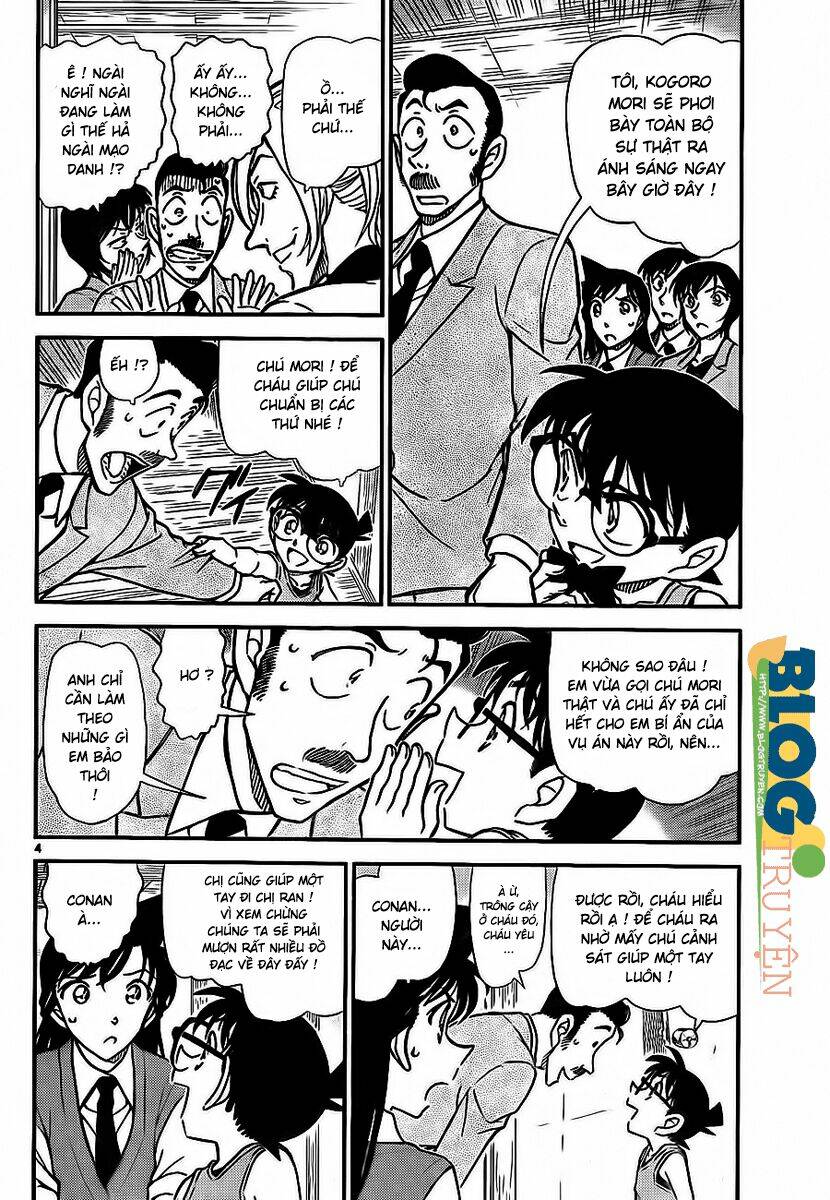 TÔI, KOGORO
MORI SẼ PHƠI
BÀY TOÀN BỘ
SỰ THẬT RA
ÁNH SÁNG NGAY
BÂY GIỜ ĐÂY !
Ồ...
PHẢI THẾ
CHỨ...
ẤY ẤY...
KHÔNG...
KHÔNG
PHẢI...
Ê ! NGÀI
NGHĨ NGÀI
ĐANG LÀM
GÌ THẾ HẢ
NGÀI MẠO
DANH !?
CHÚ MORI ! ĐỂ
CHÁU GIÚP CHÚ
CHUẨN BỊ CÁC
THỨ NHÉ !
ẾH !?
KHÔNG SAO ĐÂU !
EM VỪA GỌI CHÚ MORI
THẬT VÀ CHÚ ẤY ĐÃ CHỈ
HẾT CHO EM BÍ ẨN CỦA
VỤ ÁN NÀY RỒI, NÊN...
HƠ ?
ANH CHỈ
CẦN LÀM
THEO
NHỮNG GÌ
EM BẢO
THÔI
!
4
ĐƯỢC RỒI, CHÁU HIỂU
RỒI Ạ ! ĐỂ CHÁU RA
NHỜ MẤY CHÚ CẢNH
SÁT GIÚP MỘT TAY
LUÔN !
À Ừ,
TRÔNG CẬY
Ở CHÁU ĐÓ,
CHÁU YÊU
...
CONAN...
NGƯỜI
NÀY...
CHỊ CŨNG GIÚP MỘT
TAY ĐI CHỊ RAN !
VÌ XEM CHỪNG
CHÚNG TA SẼ PHẢI
MƯỢN RẤT NHIỀU ĐỒ
ĐẠC VỀ ĐÂY ĐẤY !
CONAN
À...
BLOG
TRUYỆN
HTTP://WWW.BLOGTRUYEN.COM